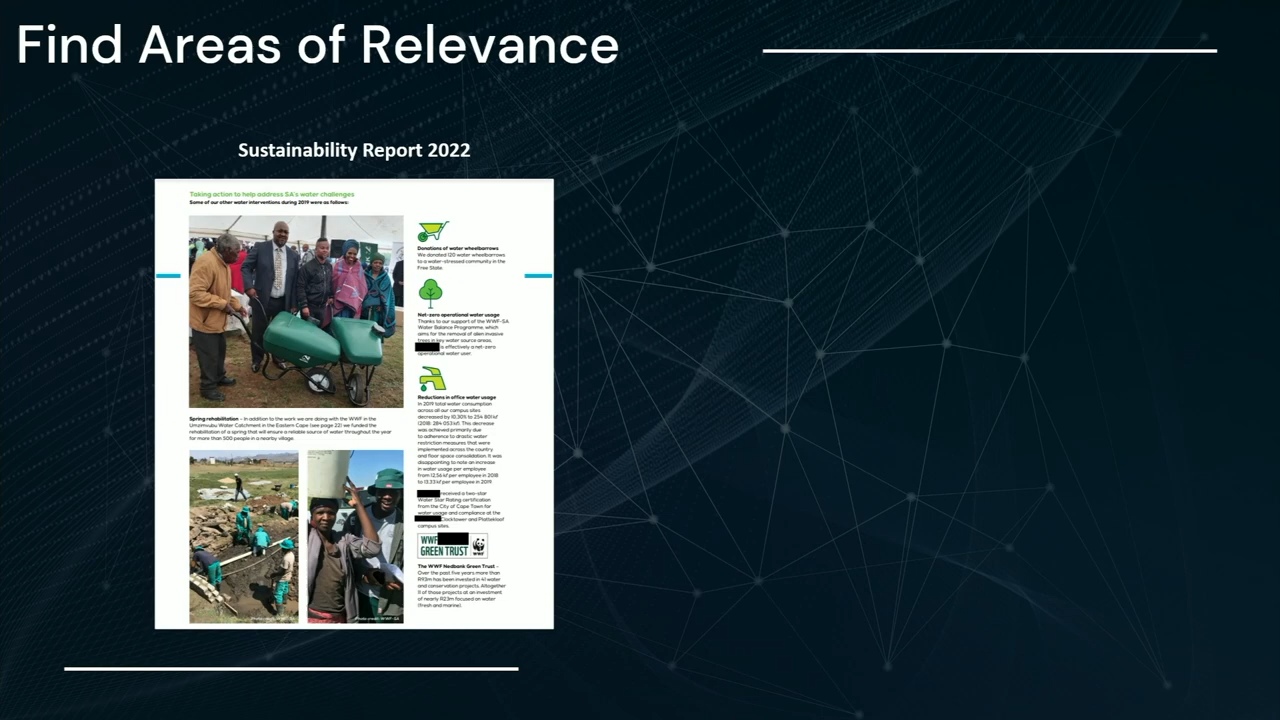 Find Areas of Relevance
Sustainability Report 2022
Taking action to help address SA's water challenges
Some of our other water interventions during 2019 were as follows:
Donations of water wheelbarrows
We donated 120 water wheelbarrows
to a water-stressed community in the
Free State.
Net-zero operational water usage
Thanks to our support of the WWF-SA
Water Balance Programme, which
aims for the removal of alien invasive
trees in key water source areas,
is effectively a net-zero
operational water user.
Reductions in office water usage
In 2019 total water consumption
across all our campus sites
decreased by 10,30% to 254 801 kℓ
(2018: 284 053 kℓ). This decrease
was achieved primarily due
to adherence to drastic water
restriction measures that were
implemented across the country
and floor space consolidation. It was
disappointing to note an increase
in water usage per employee
from 12,56 kℓ per employee in 2018
to 13,33 kℓ per employee in 2019.
received a two-star
Water Star Rating certification
from the City of Cape Town for
water usage and compliance at the
Clocktower and Plattekloof
campus sites.
WWF
GREEN TRUST
WWF
The WWF Nedbank Green Trust –
Over the past five years more than
R93m has been invested in 41 water
and conservation projects. Altogether
11 of those projects at an investment
of nearly R23m focused on water
(fresh and marine).
Spring rehabilitation – In addition to the work we are doing with the WWF in the
Umzimvubu Water Catchment in the Eastern Cape (see page 22) we funded the
rehabilitation of a spring that will ensure a reliable source of water throughout the year
for more than 500 people in a nearby village.
Photo credit: WWF-SA